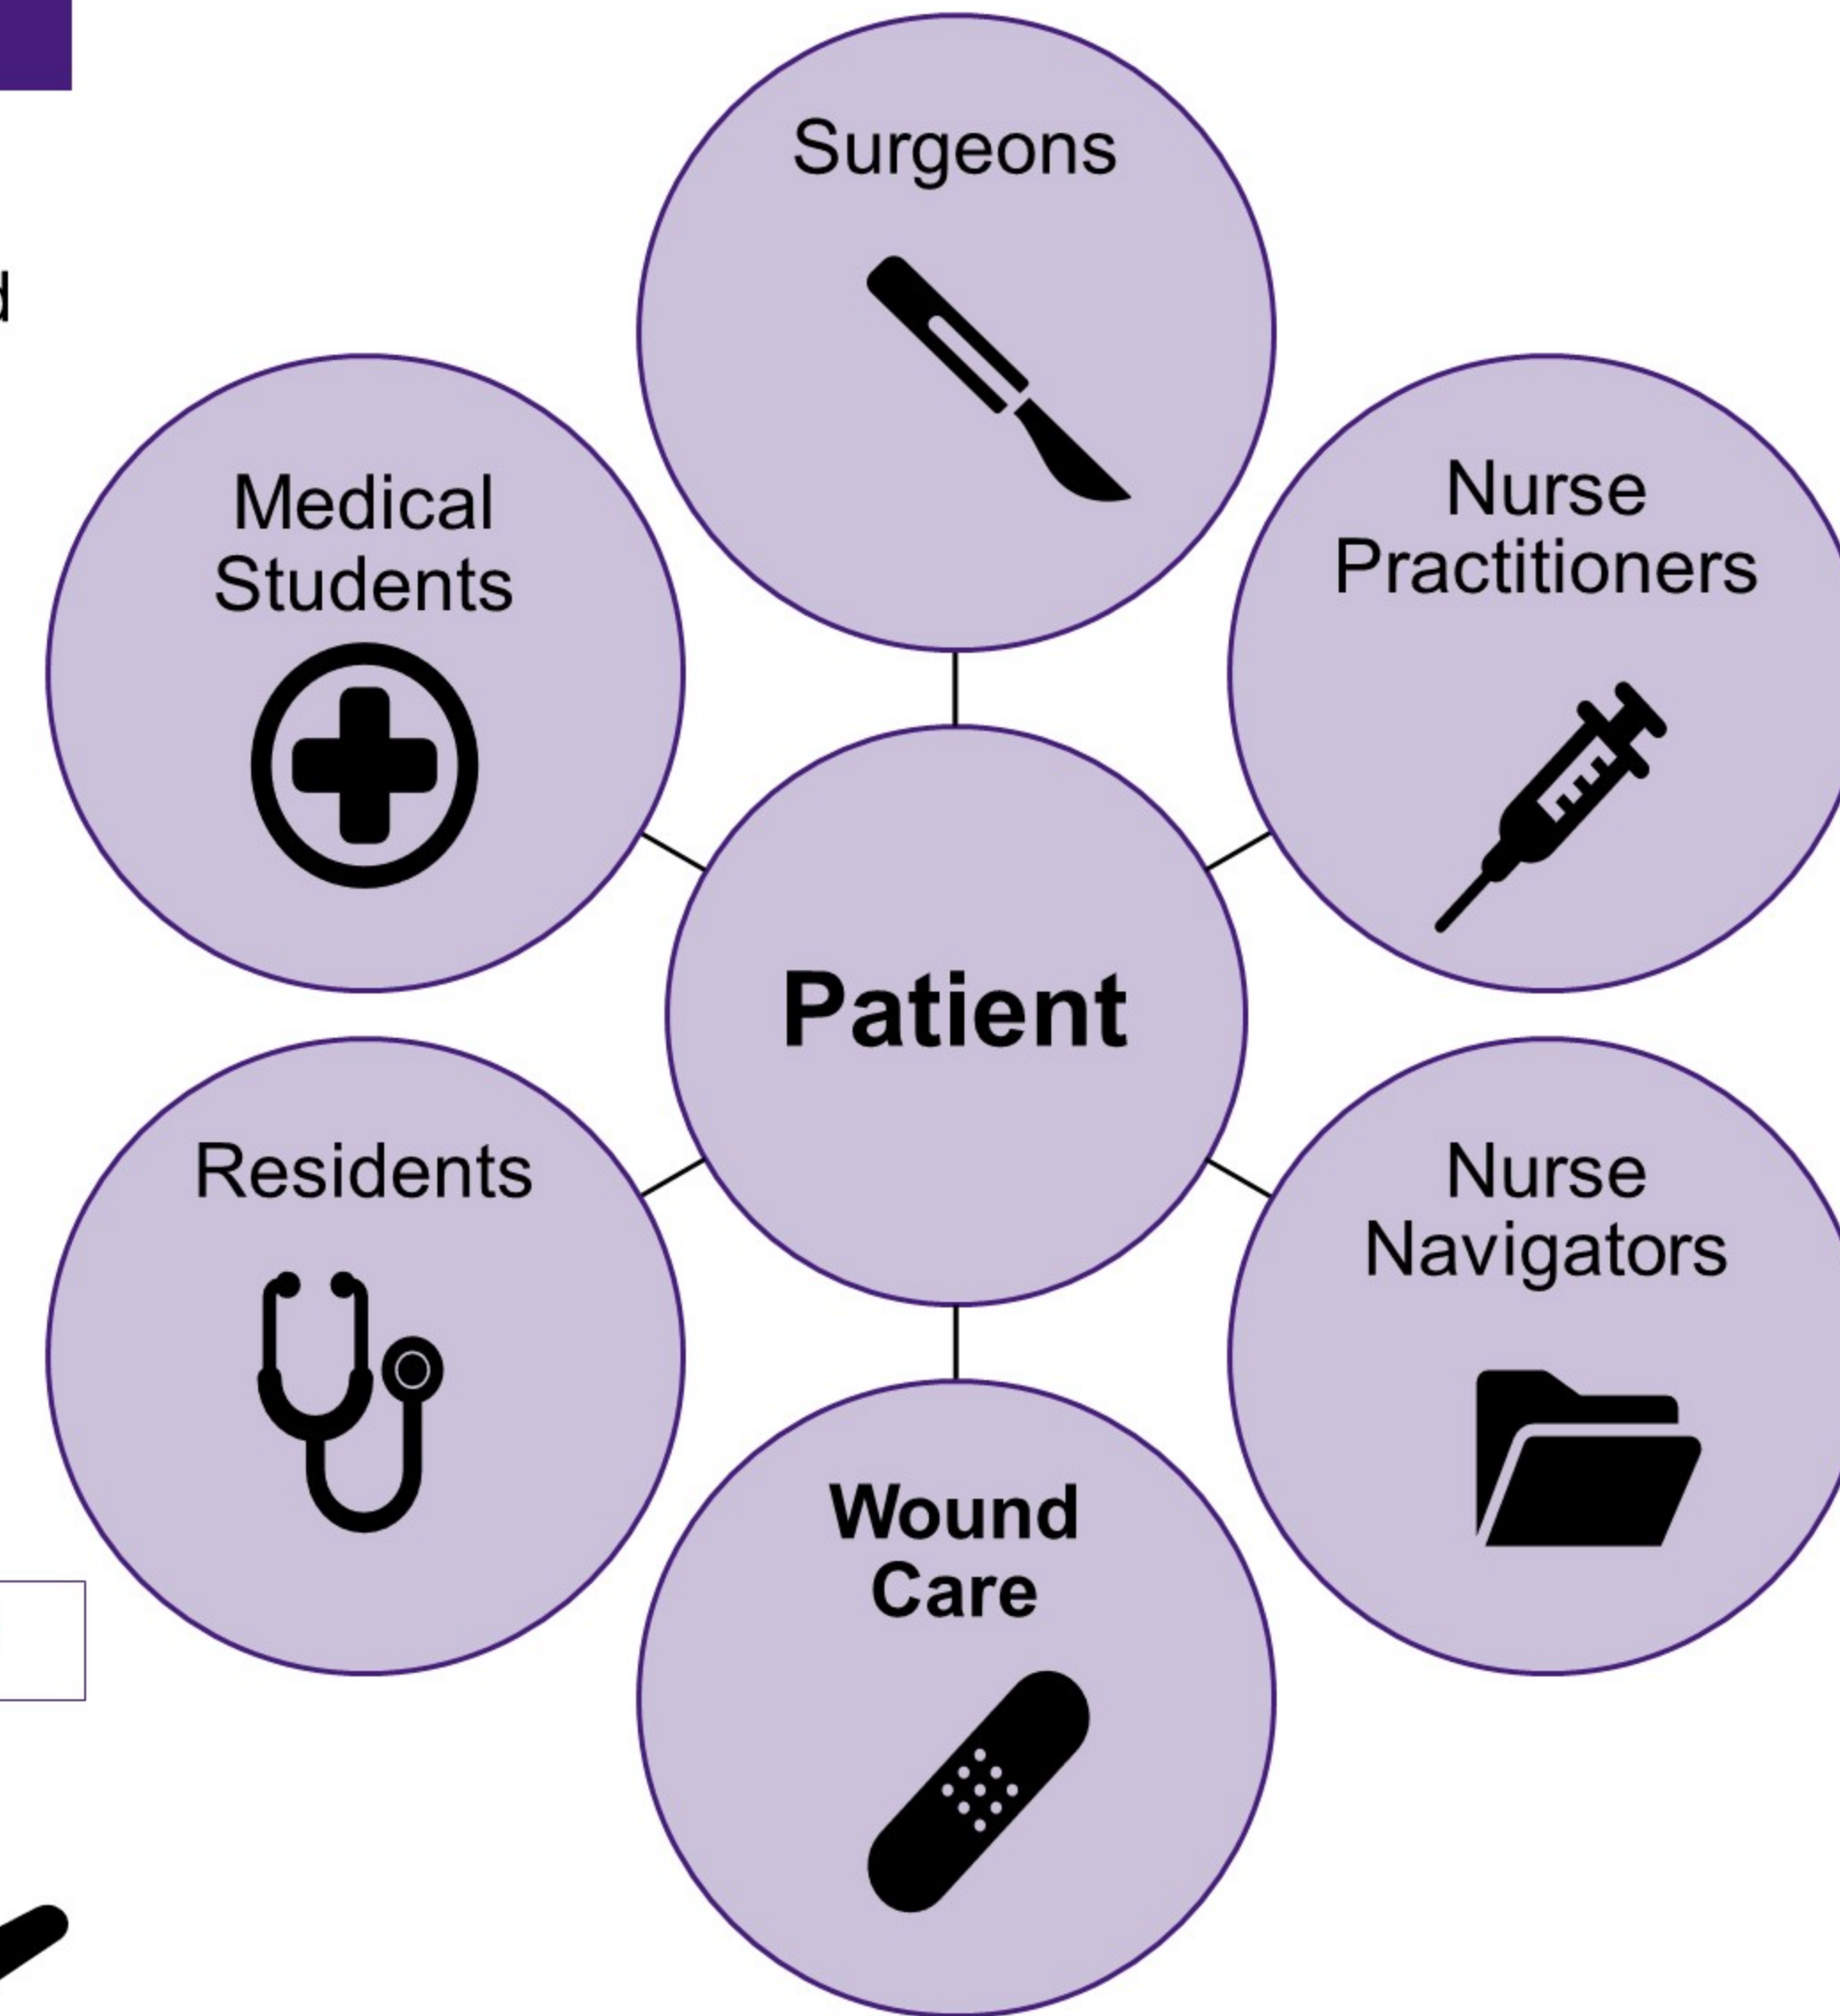 Surgeons
Medical
Students
Nurse
Practitioners
Patient
Residents
Nurse
Navigators
Wound
Care